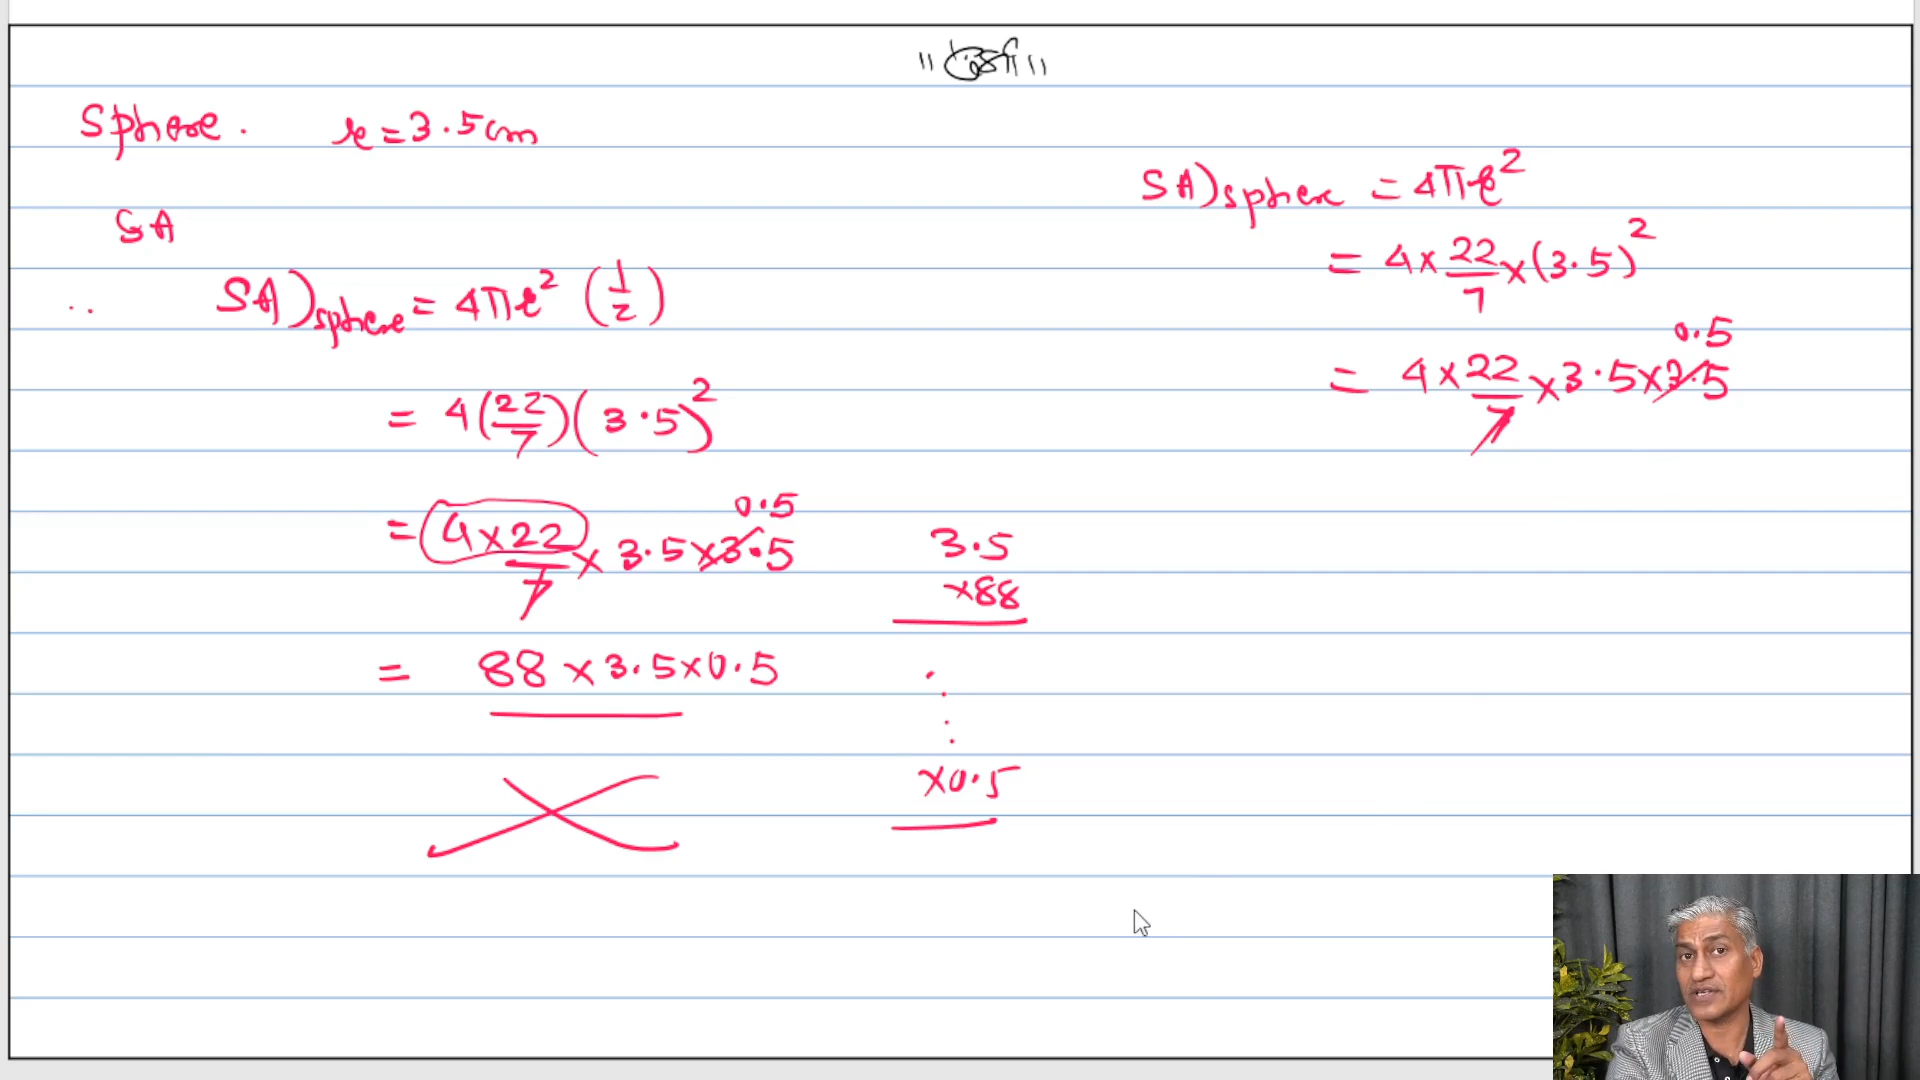 Sphere. r = 3.5 cm
SA
.. SA)sphere = 4πr² (1/2)
= 4(22/7)(3.5)²
= 4×22/7 × 3.5×3.5
0.5
= 88 × 3.5×0.5
3.5
×88
×0.5
SA)sphere = 4πr²
= 4×22/7×(3.5)²
0.5
= 4×22/7×3.5×3.5